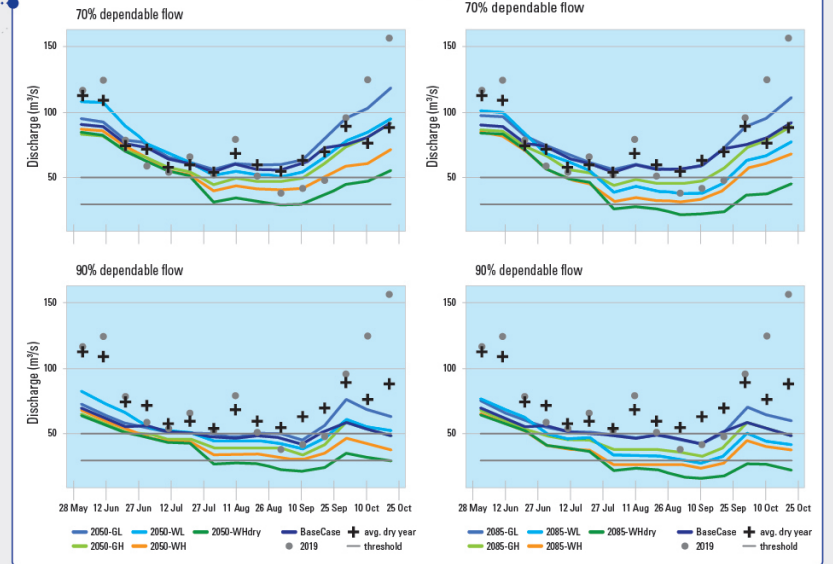 70% dependable flow
70% dependable flow
150
100
50
Discharge (m³/s)
150
100
50
Discharge (m³/s)
90% dependable flow
90% dependable flow
150
100
50
Discharge (m³/s)
150
100
50
28 May 12 Jun 27 Jun 12 Jul 27 Jul 11 Aug 26 Aug 10 Sep 25 Sep 10 Oct 25 Oct
28 May 12 Jun 27 Jun 12 Jul 27 Jul 11 Aug 26 Aug 10 Sep 25 Sep 10 Oct 25 Oct
2050-GL 2050-WL 2050-WHdry BaseCase avg. dry year
2050-GH 2050-WH 2019 threshold
2085-GL 2085-WL 2085-WHdry BaseCase avg. dry year
2085-GH 2085-WH 2019 threshold